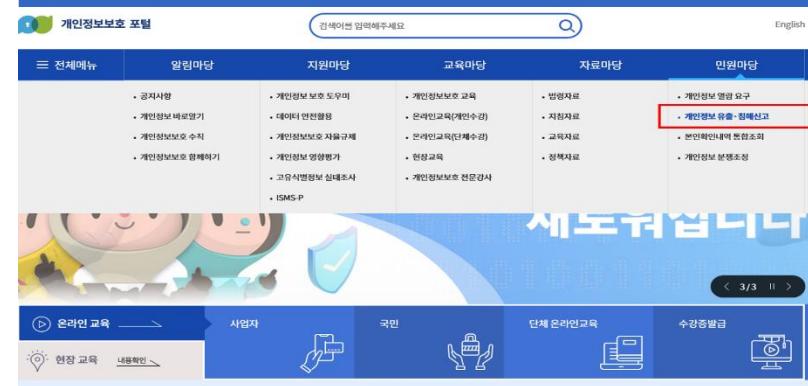 개인정보보호 포털
검색어를 입력해주세요
English
전체메뉴 알림마당 지원마당 교육마당 자료마당 민원마당
• 공지사항 • 개인정보 보호 도우미 • 개인정보보호 교육 • 법령자료 • 개인정보 열람 요구
• 개인정보 바로알기 • 데이터 안전활용 • 온라인교육(개인수강) • 지침자료 • 개인정보 유출·침해신고
• 개인정보보호 수칙 • 개인정보보호 자율규제 • 온라인교육(단체수강) • 교육자료 • 본인확인내역 통합조회
• 개인정보보호 함께하기 • 개인정보 영향평가 • 현장교육 • 정책자료 • 개인정보 분쟁조정
• 고유식별정보 실태조사 • 개인정보보호 전문강사
• ISMS-P
새로워집니다
3/3
온라인 교육 사업자 국민 단체 온라인교육 수강증발급
현장 교육 내용확인